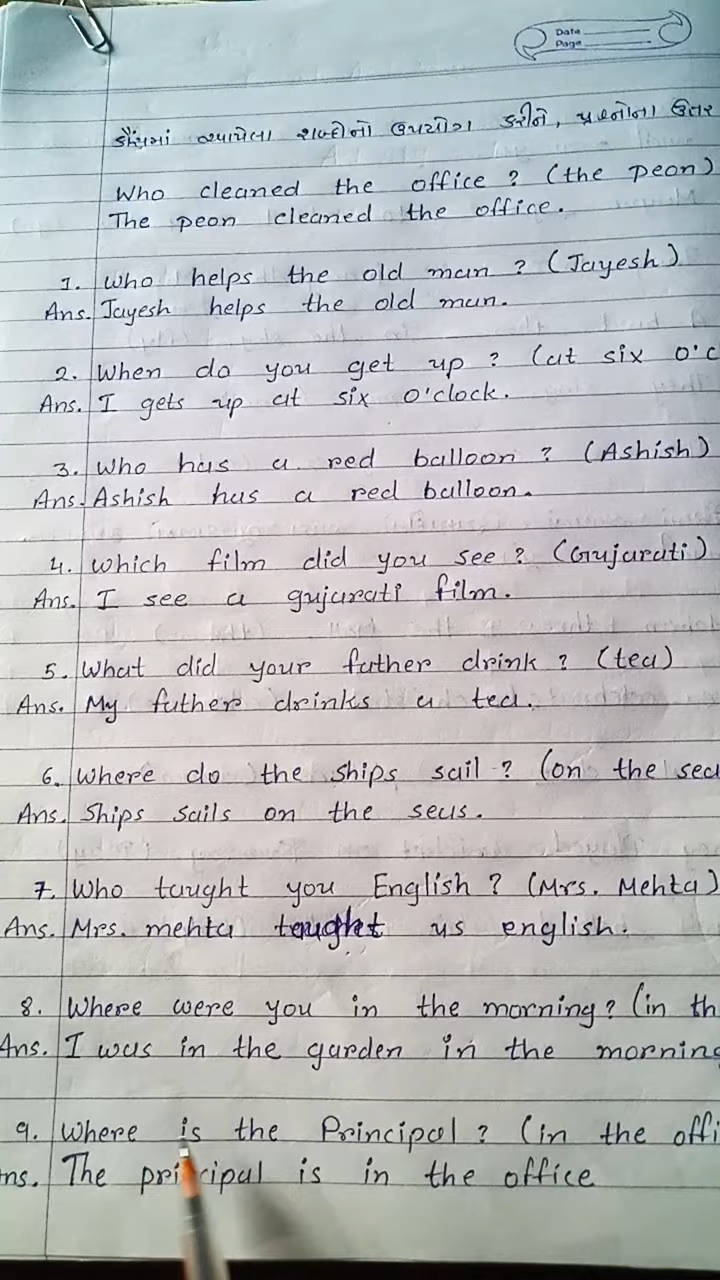 Date
Page
કૌંસમાં આપેલા શબ્દોનો ઉપયોગ કરીને, પ્રશ્નોના ઉત્તર
Who cleaned the office ? (the peon)
The peon cleaned the office.
1. Who helps the old man ? (Jayesh)
Ans. Jayesh helps the old man.
2. When do you get up ? (at six o'c
Ans. I gets up at six o'clock.
3. Who has a red balloon ? (Ashish)
Ans. Ashish has a red balloon.
4. Which film did you see ? (Gujarati)
Ans. I see a gujarati film.
5. What did your father drink ? (tea)
Ans. My father drinks a tea.
6. Where do the ships sail ? (on the sea
Ans. Ships sails on the seas.
7. Who taught you English ? (Mrs. Mehta)
Ans. Mrs. mehta taught us english.
8. Where were you in the morning ? (in th
Ans. I was in the garden in the morning
9. Where is the Principal ? (in the offi
ns. The principal is in the office